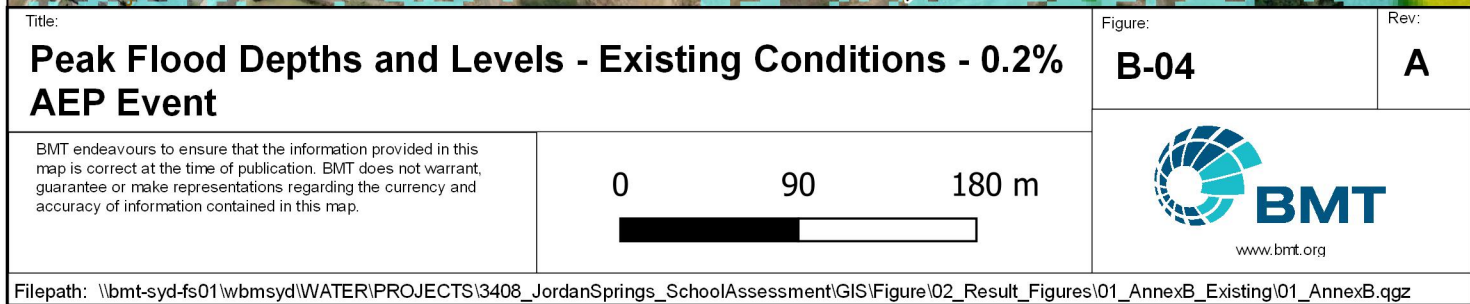 Title:
Peak Flood Depths and Levels - Existing Conditions - 0.2%
AEP Event
Figure:
B-04
Rev:
A
BMT endeavours to ensure that the information provided in this
map is correct at the time of publication. BMT does not warrant,
guarantee or make representations regarding the currency and
accuracy of information contained in this map.
0 90 180 m
BMT
www.bmt.org
Filepath: \\bmt-syd-fs01\wbmsyd\WATER\PROJECTS\3408_JordanSprings_SchoolAssessment\GIS\Figure\02_Result_Figures\01_AnnexB_Existing\01_AnnexB.qgz